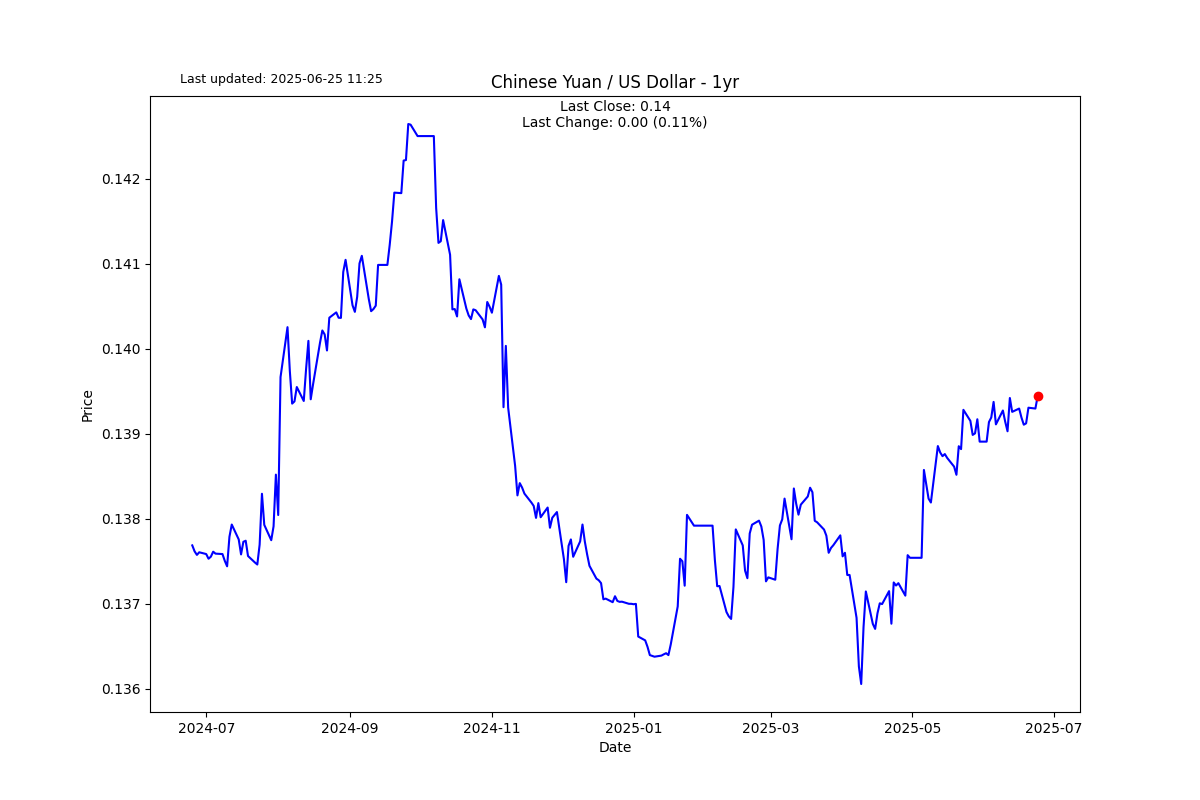 Last updated: 2025-06-25 11:25
Chinese Yuan / US Dollar - 1yr
Last Close: 0.14
Last Change: 0.00 (0.11%)
0.142
0.141
0.140
0.139
0.138
0.137
0.136
Price
2024-07
2024-09
2024-11
2025-01
2025-03
2025-05
2025-07
Date